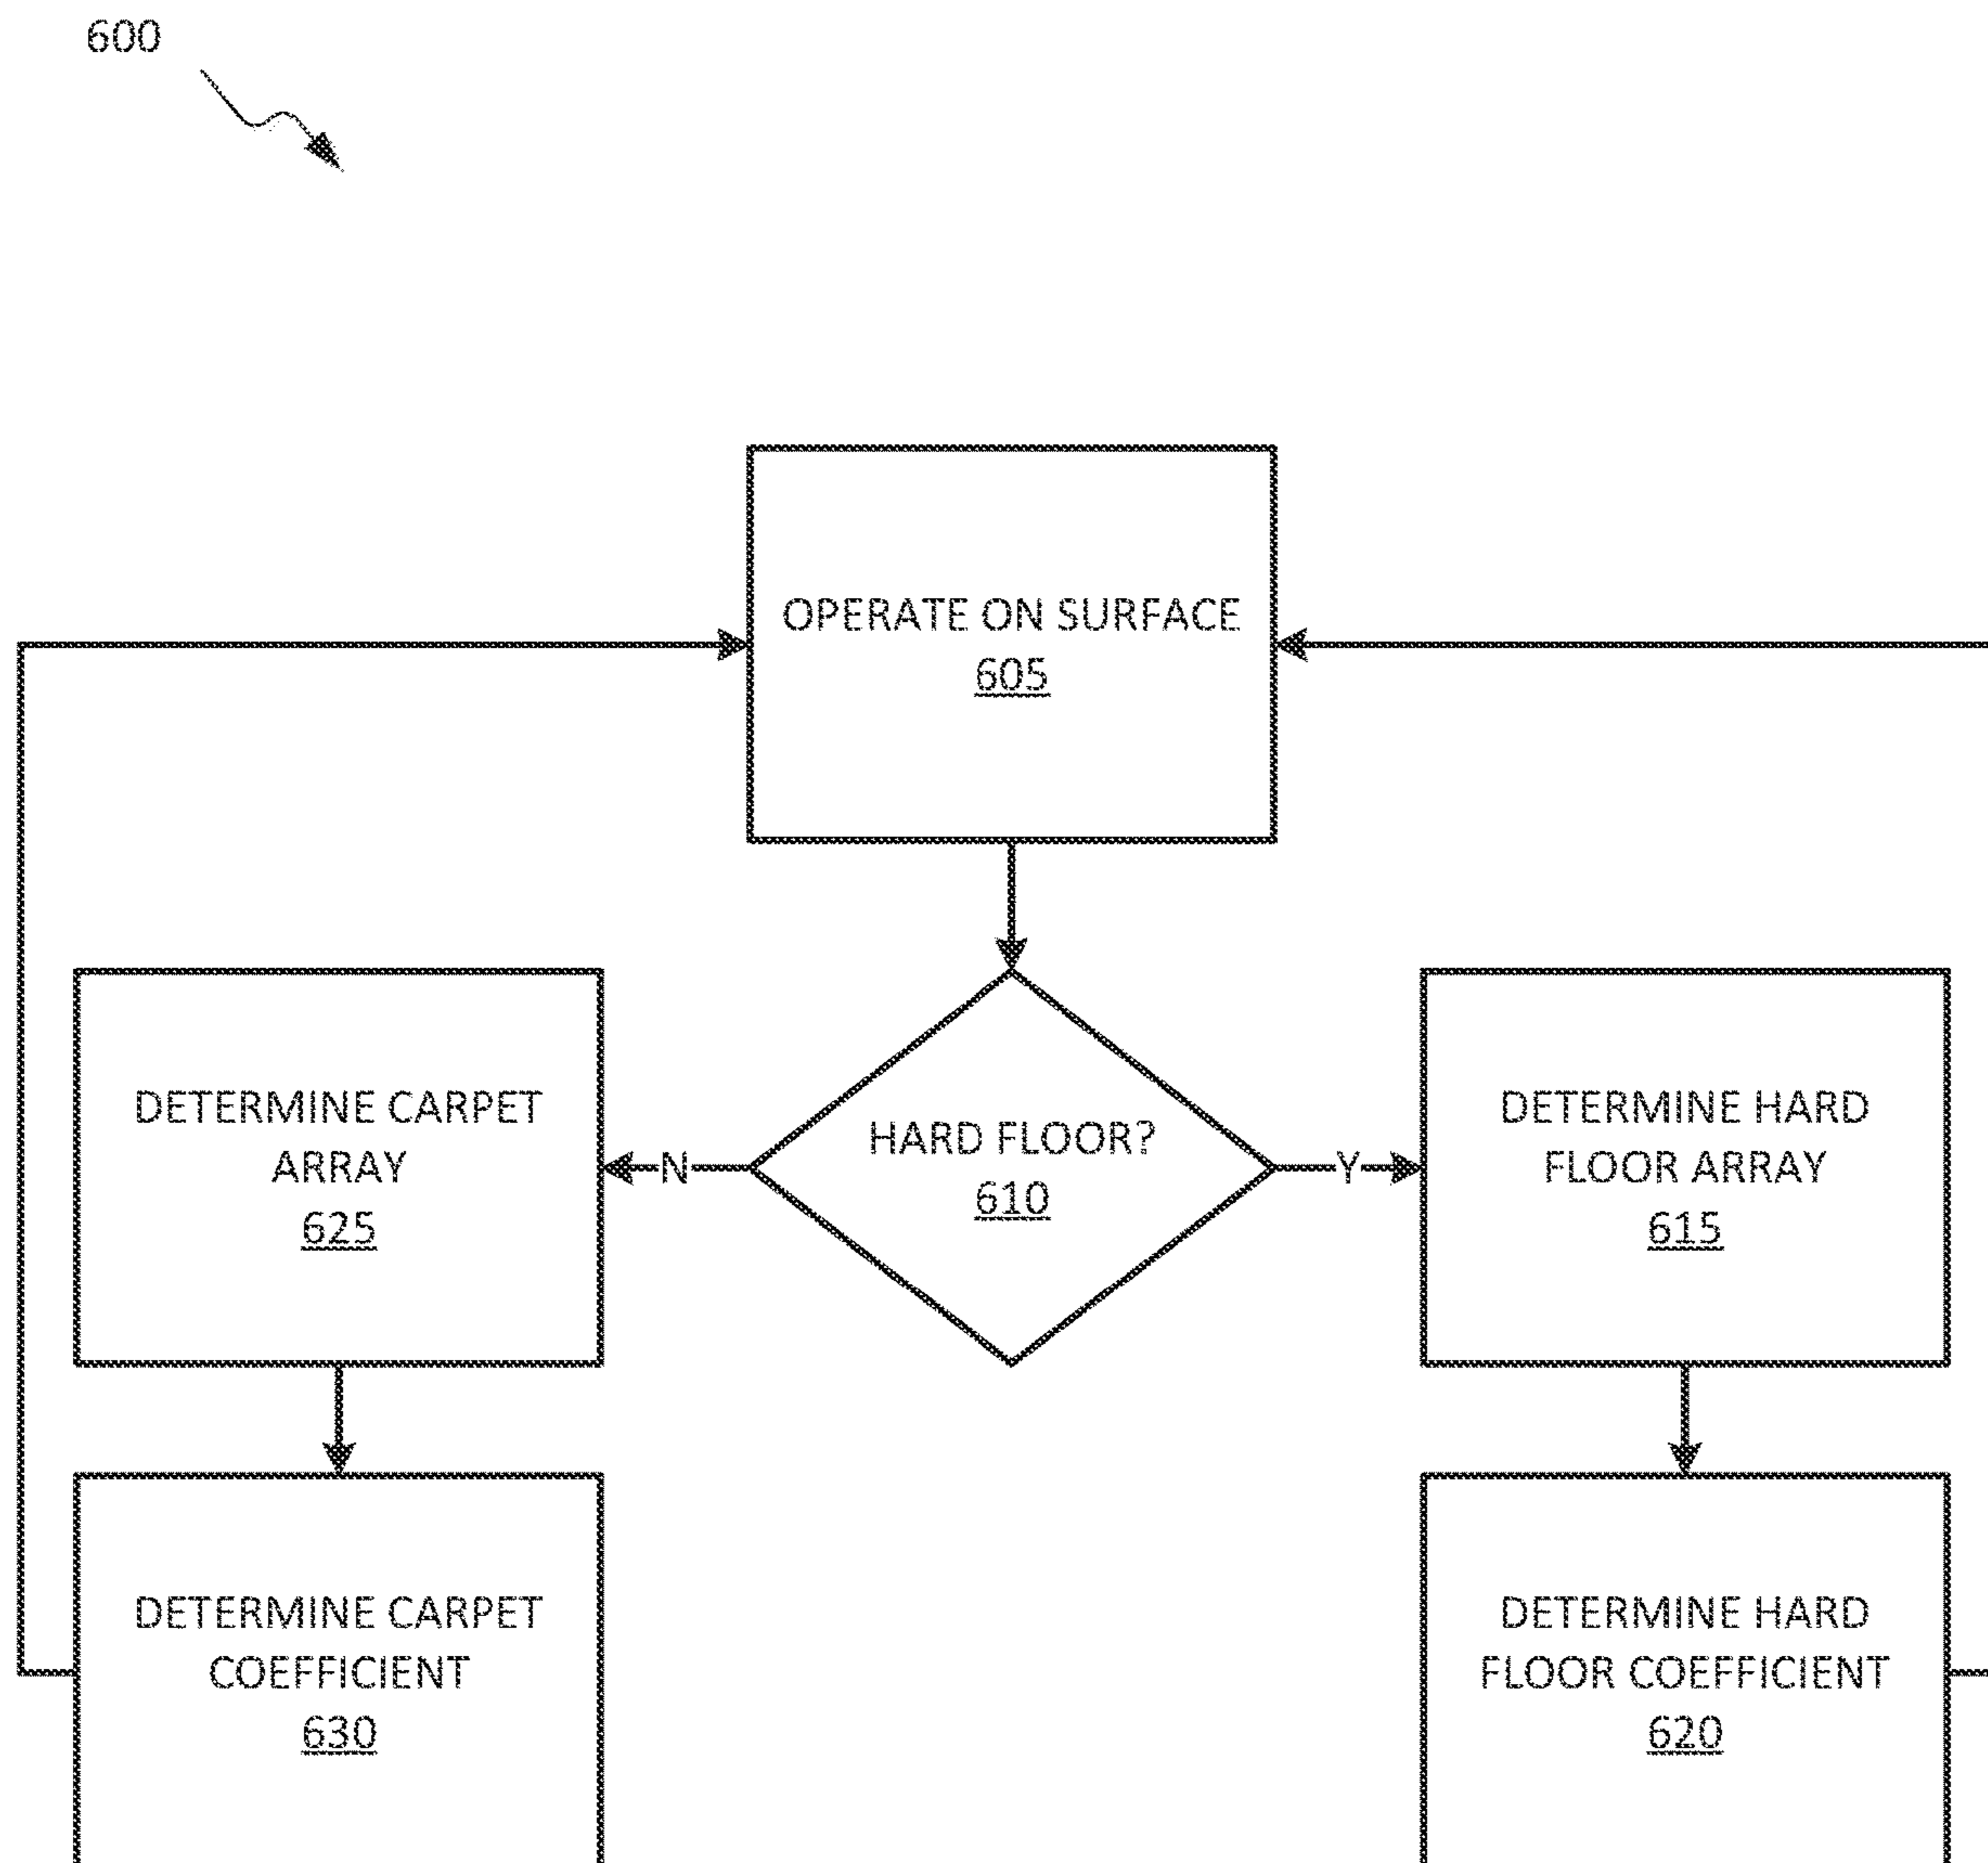 600
OPERATE ON SURFACE
605
HARD FLOOR?
610
N
Y
DETERMINE CARPET
ARRAY
625
DETERMINE HARD
FLOOR ARRAY
615
DETERMINE CARPET
COEFFICIENT
630
DETERMINE HARD
FLOOR COEFFICIENT
620